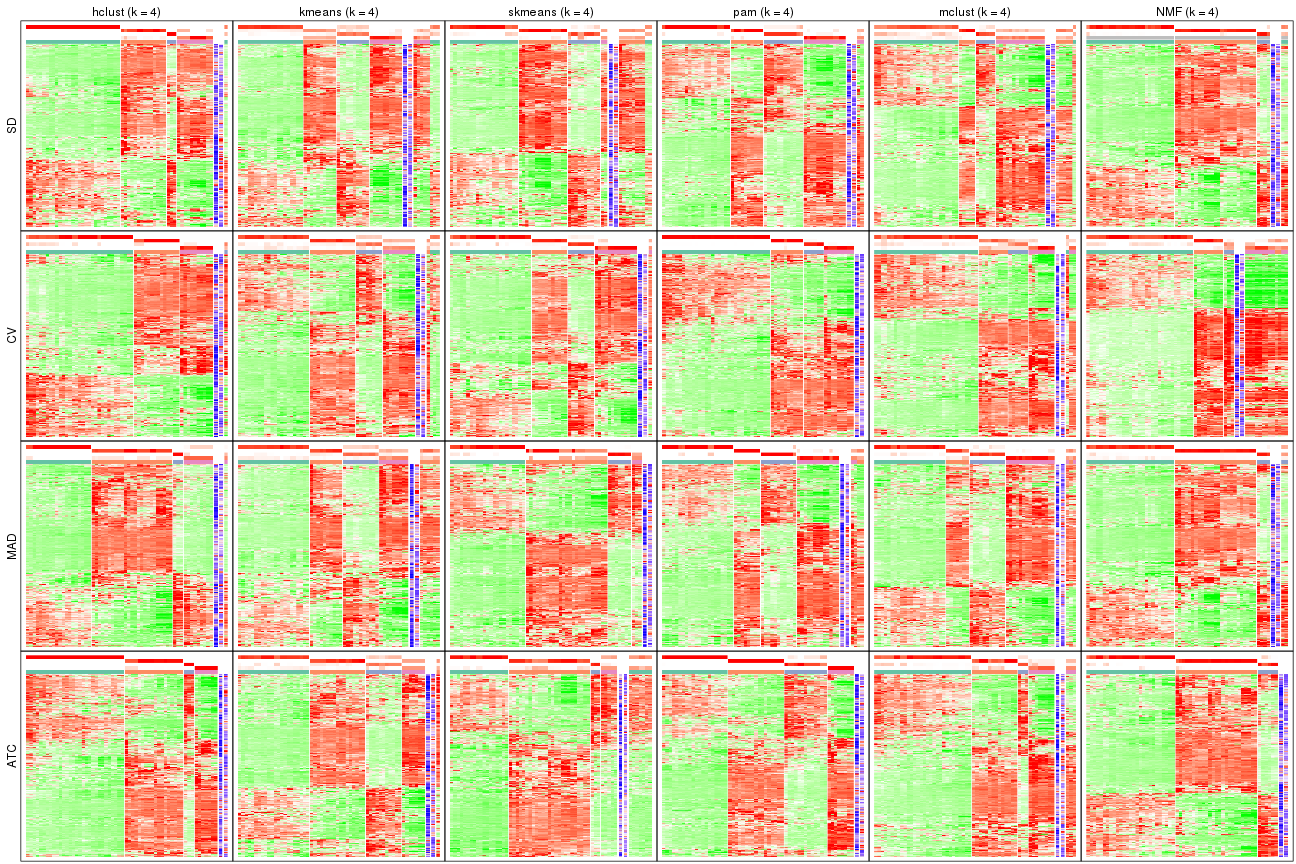 hclust (k = 4) kmeans (k = 4) skmeans (k = 4) pam (k = 4) mclust (k = 4) NMF (k = 4)
SD
CV
MAD
ATC